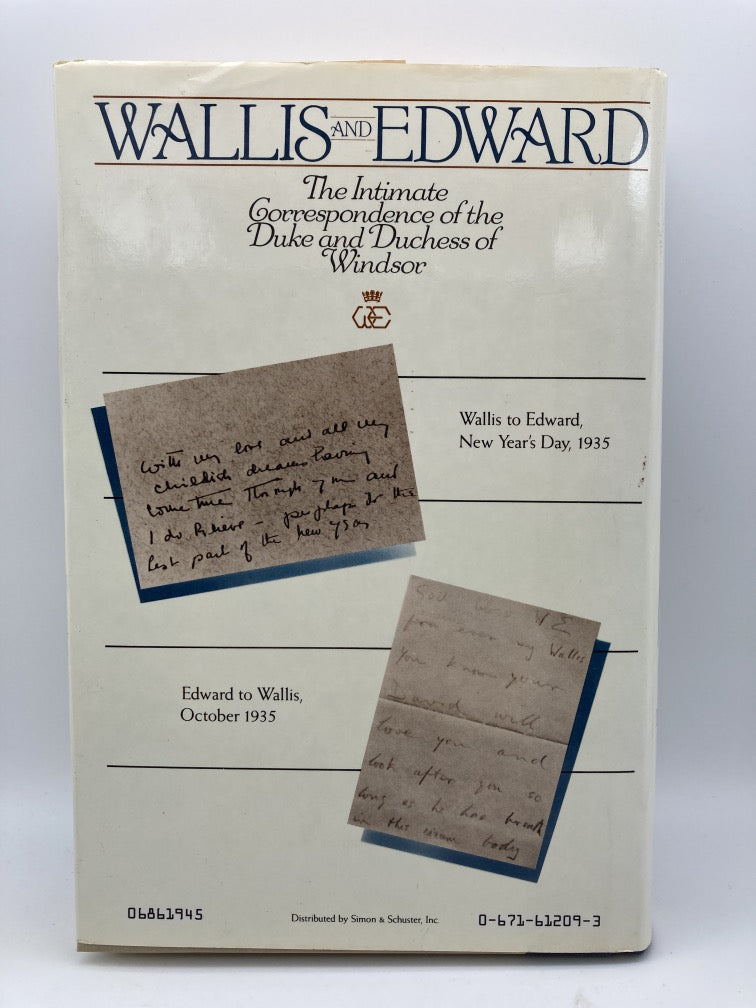 WALLIS AND EDWARD
The Intimate
Correspondence of the
Duke and Duchess of
Windsor
WE
With my love and all my
childish dreams having
come true through you and
I do believe – perhaps for the
best part of the new year
Wallis to Edward,
New Year's Day, 1935
God bless WE
for ever my Wallis
You know your
David will
love you and
look after you so
long as he has breath
in this eanum body
Edward to Wallis,
October 1935
06861945
Distributed by Simon & Schuster, Inc.
0-671-61209-3